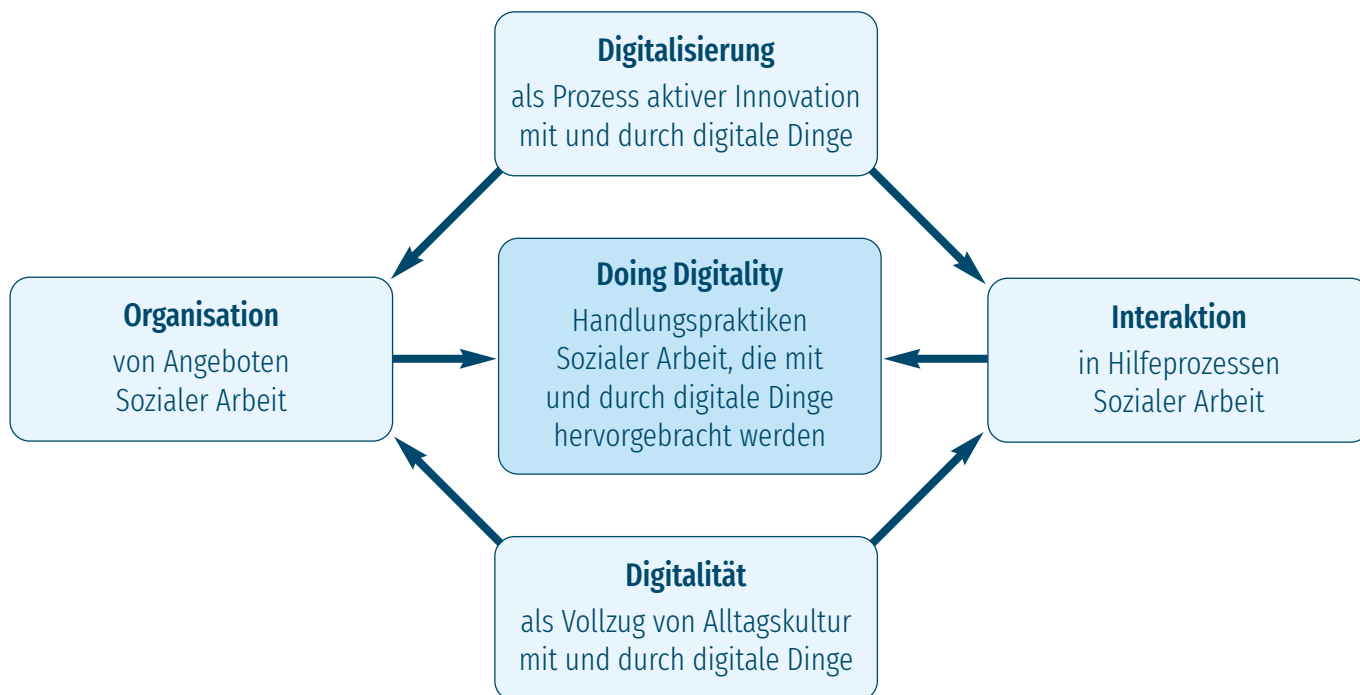 Digitalisierung
als Prozess aktiver Innovation
mit und durch digitale Dinge
Organisation
von Angeboten
Sozialer Arbeit
Doing Digitality
Handlungspraktiken
Sozialer Arbeit, die mit
und durch digitale Dinge
hervorgebracht werden
Interaktion
in Hilfeprozessen
Sozialer Arbeit
Digitalität
als Vollzug von Alltagskultur
mit und durch digitale Dinge